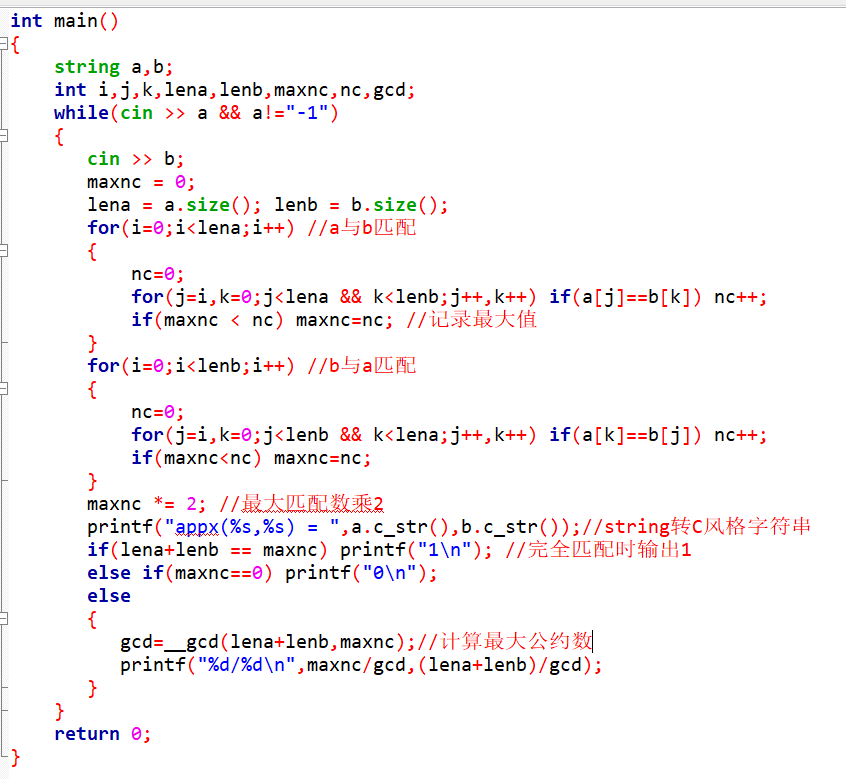 int main()
{
string a,b;
int i,j,k,lena,lenb,maxnc,nc,gcd;
while(cin >> a && a!="-1")
{
cin >> b;
maxnc = 0;
lena = a.size(); lenb = b.size();
for(i=0;i<lena;i++) //a与b匹配
{
nc=0;
for(j=i,k=0;j<lena && k<lenb;j++,k++) if(a[j]==b[k]) nc++;
if(maxnc < nc) maxnc=nc; //记录最大值
}
for(i=0;i<lenb;i++) //b与a匹配
{
nc=0;
for(j=i,k=0;j<lenb && k<lena;j++,k++) if(a[k]==b[j]) nc++;
if(maxnc<nc) maxnc=nc;
}
maxnc *= 2; //最大匹配数乘2
printf("appx(%s,%s) = ",a.c_str(),b.c_str());//string转C风格字符串
if(lena+lenb == maxnc) printf("1\n"); //完全匹配时输出1
else if(maxnc==0) printf("0\n");
else
{
gcd=__gcd(lena+lenb,maxnc);//计算最大公约数
printf("%d/%d\n",maxnc/gcd,(lena+lenb)/gcd);
}
}
return 0;
}